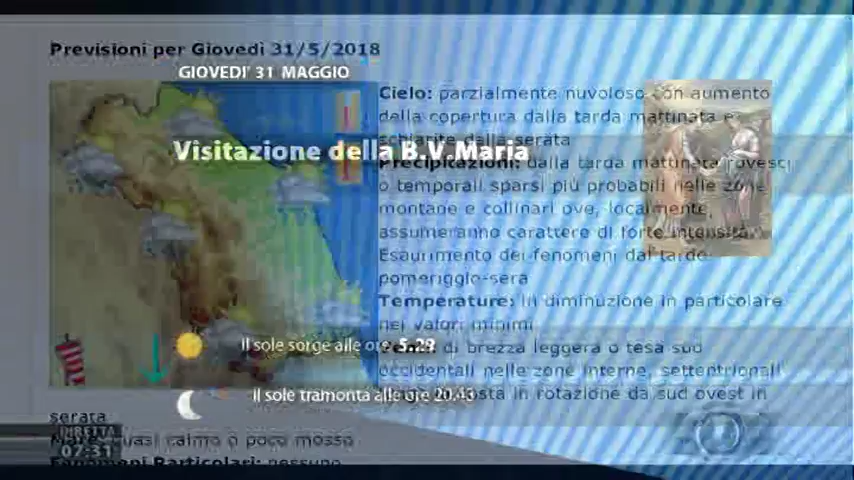 Previsioni per Giovedì 31/5/2018
GIOVEDI' 31 MAGGIO
Visitazione della B.V.Maria
Cielo: parzialmente nuvoloso con aumento
della copertura dalla tarda mattinata e
schiarite dalla serata
Precipitazioni: dalla tarda mattinata rovesci
o temporali sparsi più probabili nelle zone
montane e collinari ove, localmente,
assumeranno carattere di forte intensità.
Esaurimento dei fenomeni dal tardo
pomeriggio-sera
Temperature: in diminuzione in particolare
nei valori minimi
di brezza leggera o tesa sud
occidentali nelle zone interne, settentrionali
in rotazione da sud ovest in
serata
Mare: quasi calmo o poco mosso
Fenomeni Particolari: nessuno
Il sole sorge alle ore
Il sole tramonta alle ore
DIRETTA
07:31